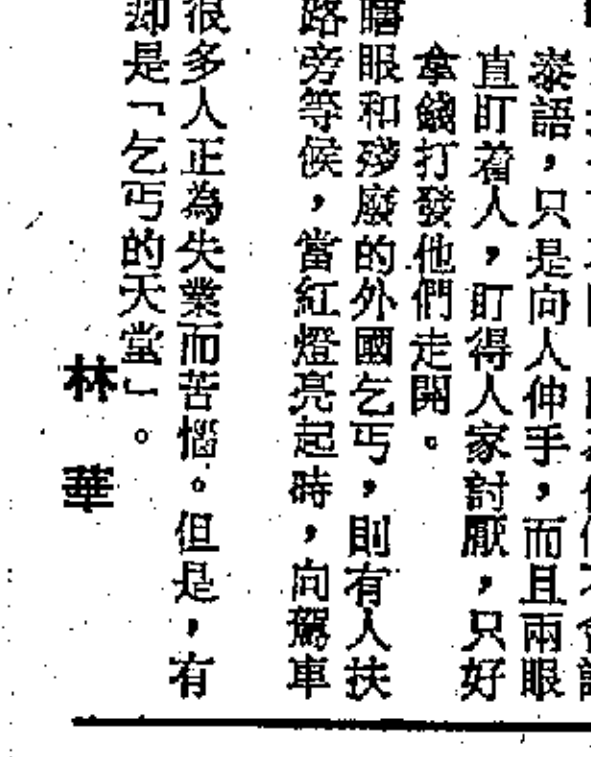 泰語，只是向人伸手，而且兩眼
直盯着人，盯得人家討厭，只好
拿錢打發他們走開。
瞎眼和殘廢的外國乞丐，則有人扶
路旁等候，當紅燈亮起時，向駕車
很多人正為失業而苦惱。但是，有
卻是「乞丐的天堂」。
林華